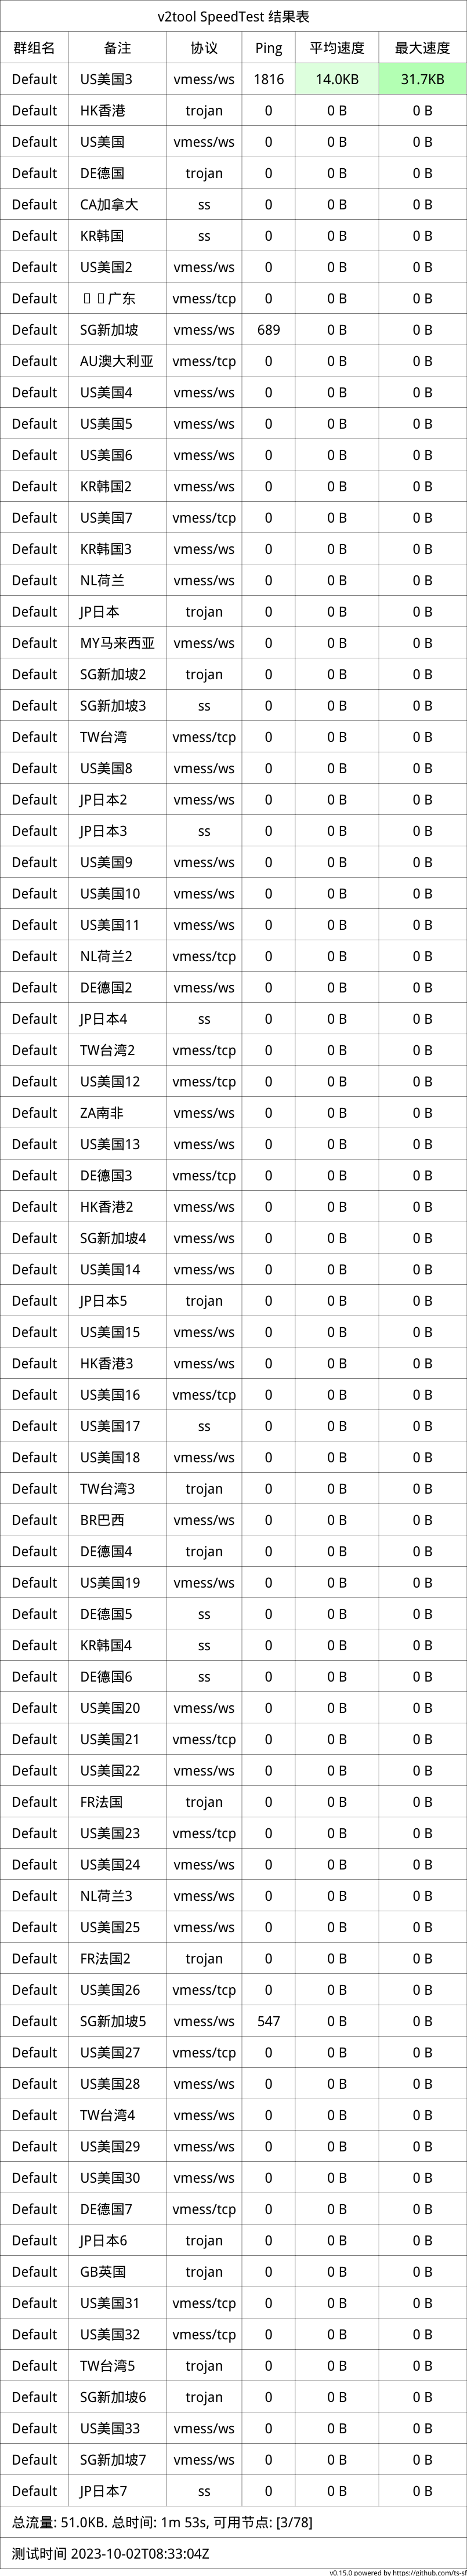 v2tool SpeedTest 结果表
群组名 备注 协议 Ping 平均速度 最大速度
Default US美国3 vmess/ws 1816 14.0KB 31.7KB
Default HK香港 trojan 0 0 B 0 B
Default US美国 vmess/ws 0 0 B 0 B
Default DE德国 trojan 0 0 B 0 B
Default CA加拿大 ss 0 0 B 0 B
Default KR韩国 ss 0 0 B 0 B
Default US美国2 vmess/ws 0 0 B 0 B
Default 广东 vmess/tcp 0 0 B 0 B
Default SG新加坡 vmess/ws 689 0 B 0 B
Default AU澳大利亚 vmess/tcp 0 0 B 0 B
Default US美国4 vmess/ws 0 0 B 0 B
Default US美国5 vmess/ws 0 0 B 0 B
Default US美国6 vmess/ws 0 0 B 0 B
Default KR韩国2 vmess/ws 0 0 B 0 B
Default US美国7 vmess/tcp 0 0 B 0 B
Default KR韩国3 vmess/ws 0 0 B 0 B
Default NL荷兰 vmess/ws 0 0 B 0 B
Default JP日本 trojan 0 0 B 0 B
Default MY马来西亚 vmess/ws 0 0 B 0 B
Default SG新加坡2 trojan 0 0 B 0 B
Default SG新加坡3 ss 0 0 B 0 B
Default TW台湾 vmess/tcp 0 0 B 0 B
Default US美国8 vmess/ws 0 0 B 0 B
Default JP日本2 vmess/ws 0 0 B 0 B
Default JP日本3 ss 0 0 B 0 B
Default US美国9 vmess/ws 0 0 B 0 B
Default US美国10 vmess/ws 0 0 B 0 B
Default US美国11 vmess/ws 0 0 B 0 B
Default NL荷兰2 vmess/tcp 0 0 B 0 B
Default DE德国2 vmess/ws 0 0 B 0 B
Default JP日本4 ss 0 0 B 0 B
Default TW台湾2 vmess/tcp 0 0 B 0 B
Default US美国12 vmess/tcp 0 0 B 0 B
Default ZA南非 vmess/ws 0 0 B 0 B
Default US美国13 vmess/ws 0 0 B 0 B
Default DE德国3 vmess/tcp 0 0 B 0 B
Default HK香港2 vmess/ws 0 0 B 0 B
Default SG新加坡4 vmess/ws 0 0 B 0 B
Default US美国14 vmess/ws 0 0 B 0 B
Default JP日本5 trojan 0 0 B 0 B
Default US美国15 vmess/ws 0 0 B 0 B
Default HK香港3 vmess/ws 0 0 B 0 B
Default US美国16 vmess/tcp 0 0 B 0 B
Default US美国17 ss 0 0 B 0 B
Default US美国18 vmess/ws 0 0 B 0 B
Default TW台湾3 trojan 0 0 B 0 B
Default BR巴西 vmess/ws 0 0 B 0 B
Default DE德国4 trojan 0 0 B 0 B
Default US美国19 vmess/ws 0 0 B 0 B
Default DE德国5 ss 0 0 B 0 B
Default KR韩国4 ss 0 0 B 0 B
Default DE德国6 ss 0 0 B 0 B
Default US美国20 vmess/ws 0 0 B 0 B
Default US美国21 vmess/tcp 0 0 B 0 B
Default US美国22 vmess/ws 0 0 B 0 B
Default FR法国 trojan 0 0 B 0 B
Default US美国23 vmess/tcp 0 0 B 0 B
Default US美国24 vmess/ws 0 0 B 0 B
Default NL荷兰3 vmess/ws 0 0 B 0 B
Default US美国25 vmess/ws 0 0 B 0 B
Default FR法国2 trojan 0 0 B 0 B
Default US美国26 vmess/tcp 0 0 B 0 B
Default SG新加坡5 vmess/ws 547 0 B 0 B
Default US美国27 vmess/tcp 0 0 B 0 B
Default US美国28 vmess/ws 0 0 B 0 B
Default TW台湾4 vmess/ws 0 0 B 0 B
Default US美国29 vmess/ws 0 0 B 0 B
Default US美国30 vmess/ws 0 0 B 0 B
Default DE德国7 vmess/tcp 0 0 B 0 B
Default JP日本6 trojan 0 0 B 0 B
Default GB英国 trojan 0 0 B 0 B
Default US美国31 vmess/tcp 0 0 B 0 B
Default US美国32 vmess/tcp 0 0 B 0 B
Default TW台湾5 trojan 0 0 B 0 B
Default SG新加坡6 trojan 0 0 B 0 B
Default US美国33 vmess/ws 0 0 B 0 B
Default SG新加坡7 vmess/ws 0 0 B 0 B
Default JP日本7 ss 0 0 B 0 B
总流量: 51.0KB. 总时间: 1m 53s, 可用节点: [3/78]
测试时间 2023-10-02T08:33:04Z
v0.15.0 powered by https://github.com/ts-sf